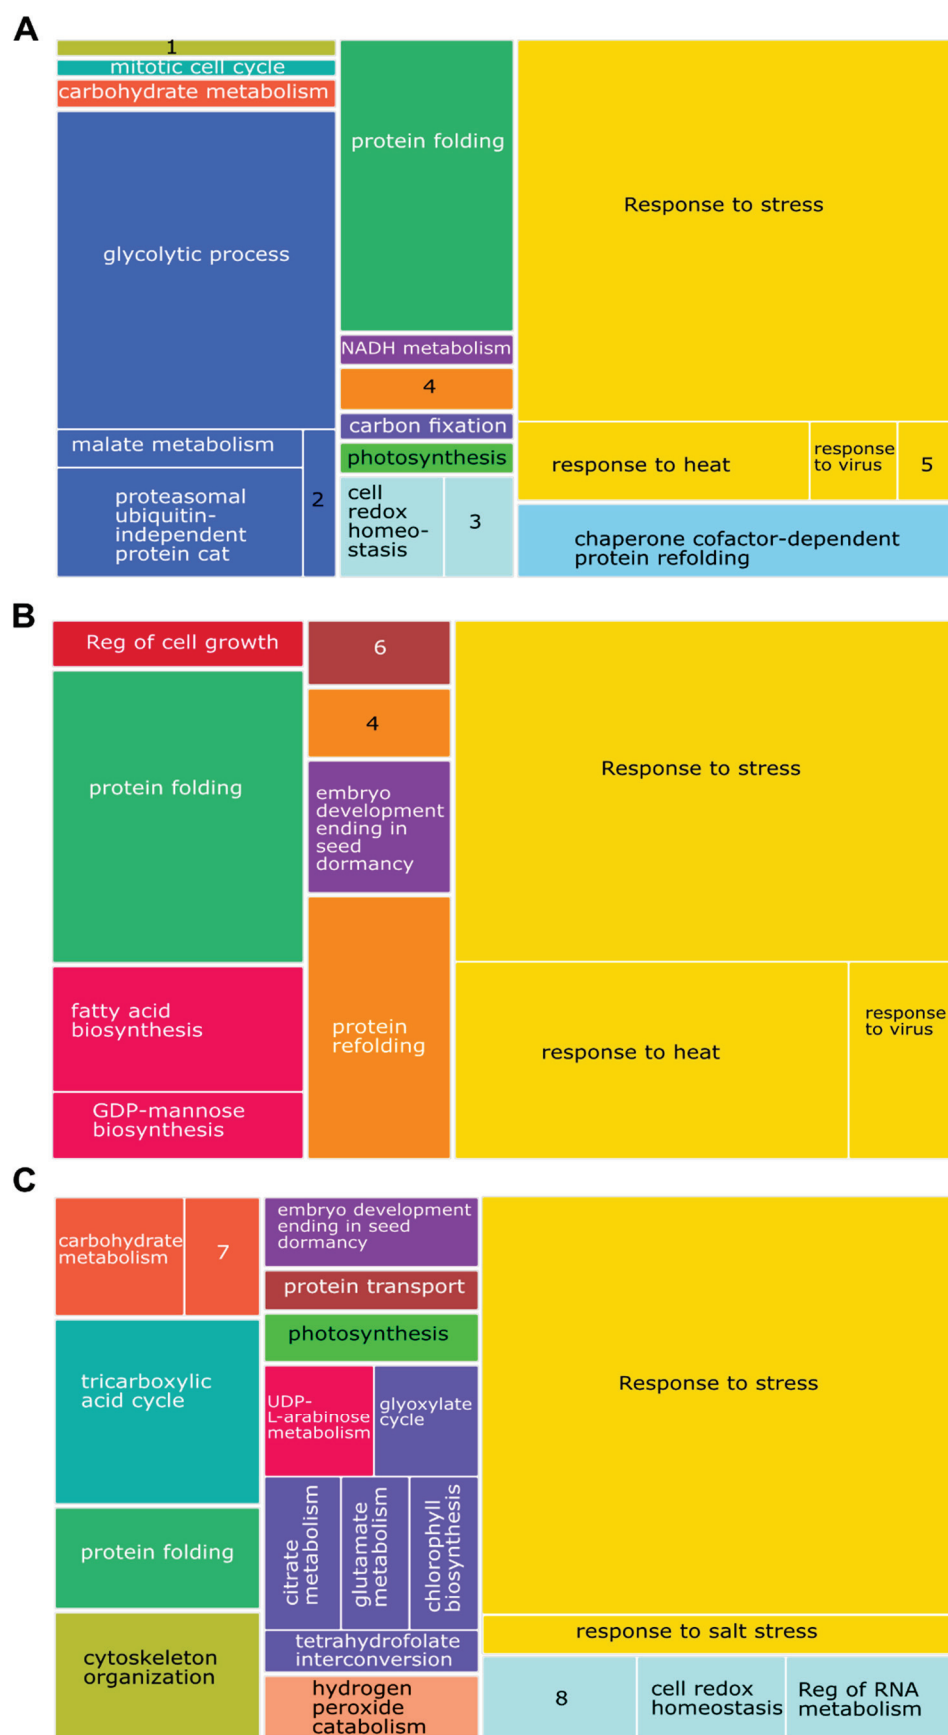 A
1
mitotic cell cycle
carbohydrate metabolism
glycolytic process
malate metabolism
proteasomal
ubiquitin-
independent
protein cat
2
protein folding
NADH metabolism
4
carbon fixation
photosynthesis
cell
redox
homeo-
stasis
3
Response to stress
response to heat
response
to virus
5
chaperone cofactor-dependent
protein refolding
B
Reg of cell growth
protein folding
fatty acid
biosynthesis
GDP-mannose
biosynthesis
6
4
embryo
development
ending in
seed
dormancy
protein
refolding
Response to stress
response to heat
response
to virus
C
carbohydrate
metabolism
7
tricarboxylic
acid cycle
protein folding
cytoskeleton
organization
embryo development
ending in seed
dormancy
protein transport
photosynthesis
UDP-
L-arabinose
metabolism
glyoxylate
cycle
citrate
metabolism
glutamate
metabolism
chlorophyll
biosynthesis
tetrahydrofolate
interconversion
hydrogen
peroxide
catabolism
Response to stress
response to salt stress
8
cell redox
homeostasis
Reg of RNA
metabolism